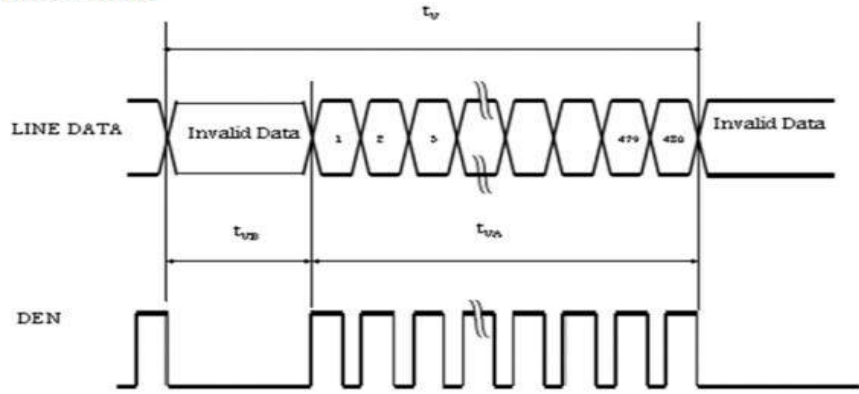 tV
LINE DATA
Invalid Data
1
2
3
479
480
Invalid Data
tVB
tVA
DEN